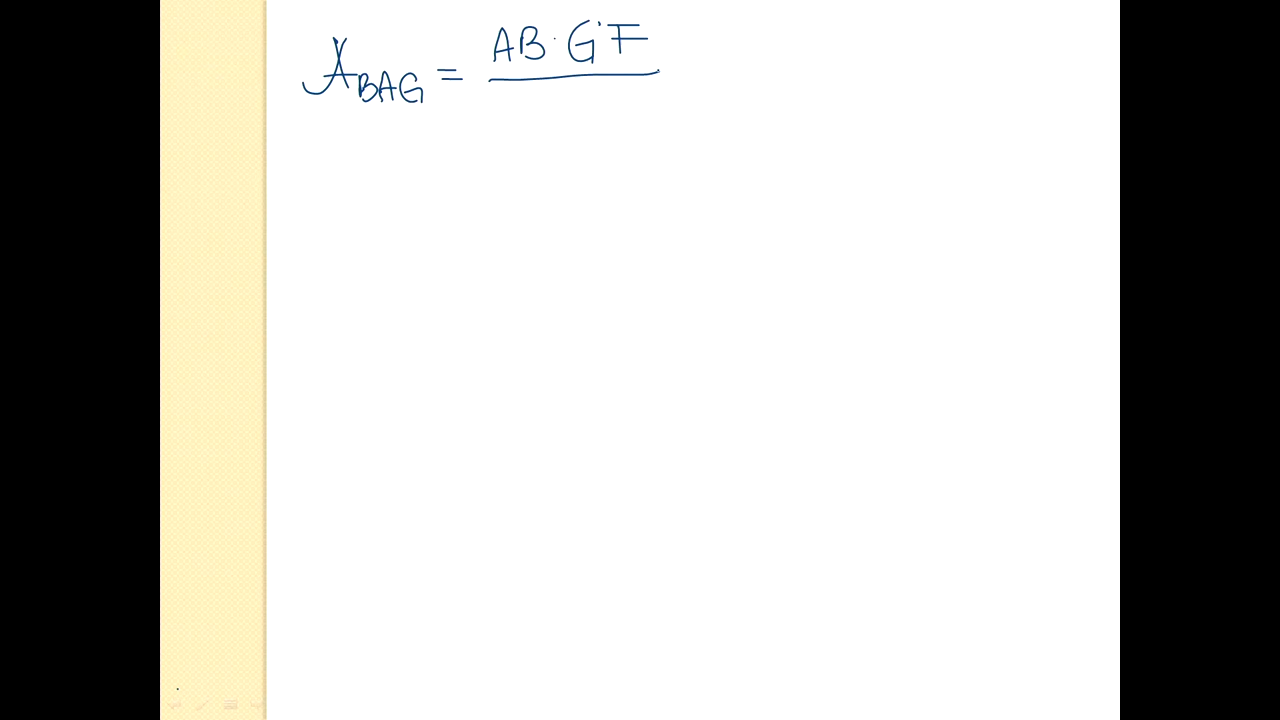 A_BAG = AB · GF /